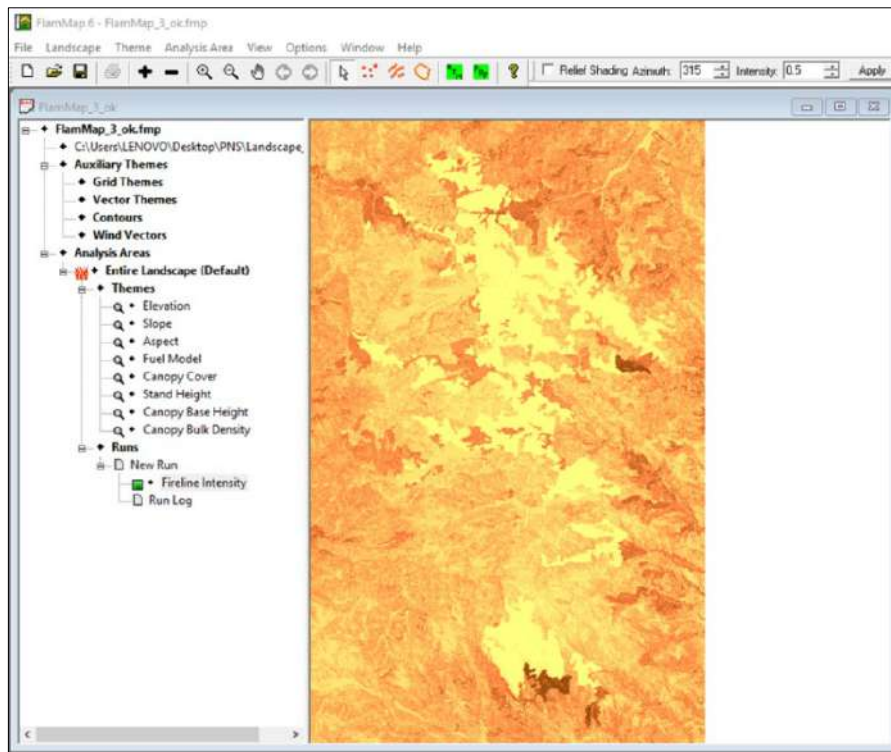 FlamMap 6 - FlamMap_3_ok.fmp
File Landscape Theme Analysis Area View Options Window Help
Relief Shading Azimuth: 315 Intensity: 0.5 Apply
FlamMap_3_ok
FlamMap_3_ok.fmp
C:\Users\LENOVO\Desktop\PNS\Landscape_
Auxiliary Themes
Grid Themes
Vector Themes
Contours
Wind Vectors
Analysis Areas
Entire Landscape (Default)
Themes
Elevation
Slope
Aspect
Fuel Model
Canopy Cover
Stand Height
Canopy Base Height
Canopy Bulk Density
Runs
New Run
Fireline Intensity
Run Log